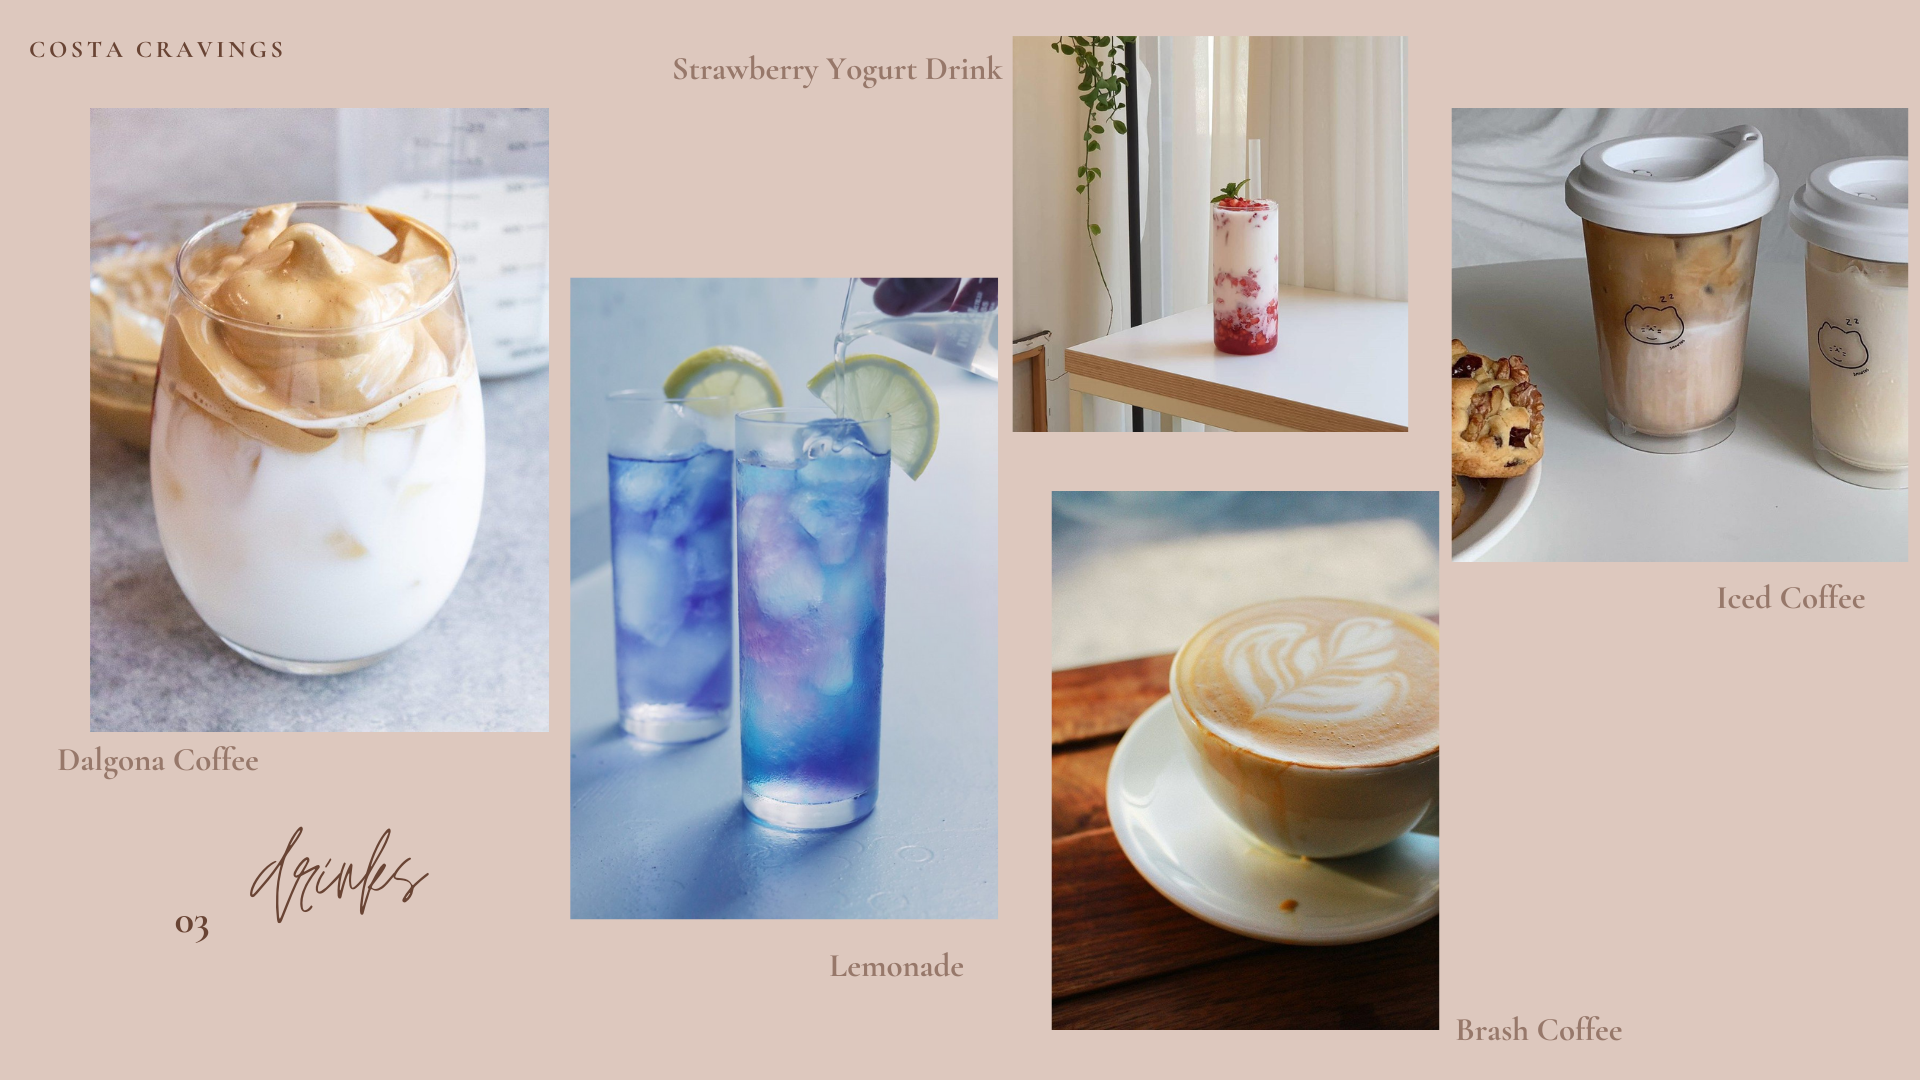 COSTA CRAVINGS
Strawberry Yogurt Drink
Iced Coffee
Dalgona Coffee
drinks
03
Lemonade
Brash Coffee